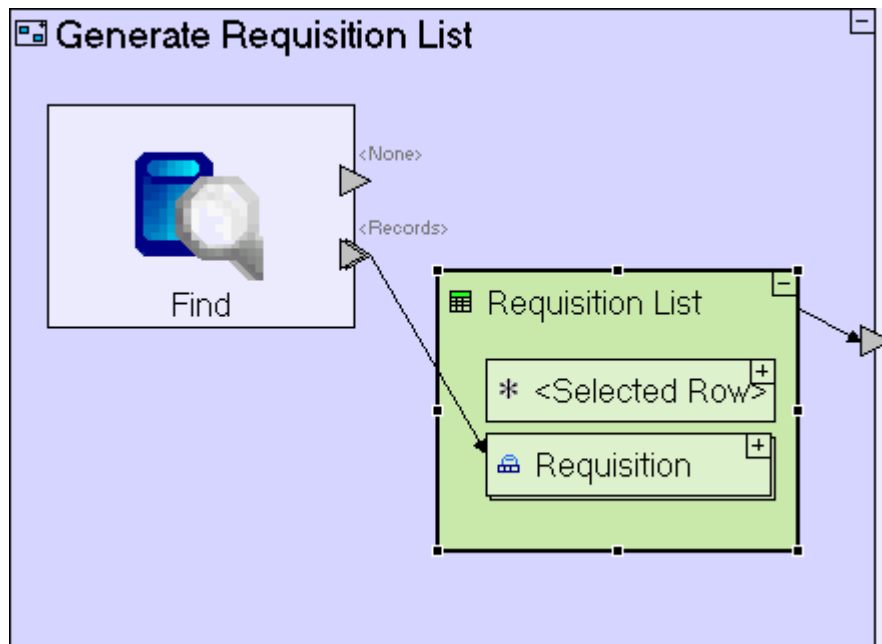 Generate Requisition List
<None>
<Records>
Find
Requisition List
<Selected Row>
Requisition